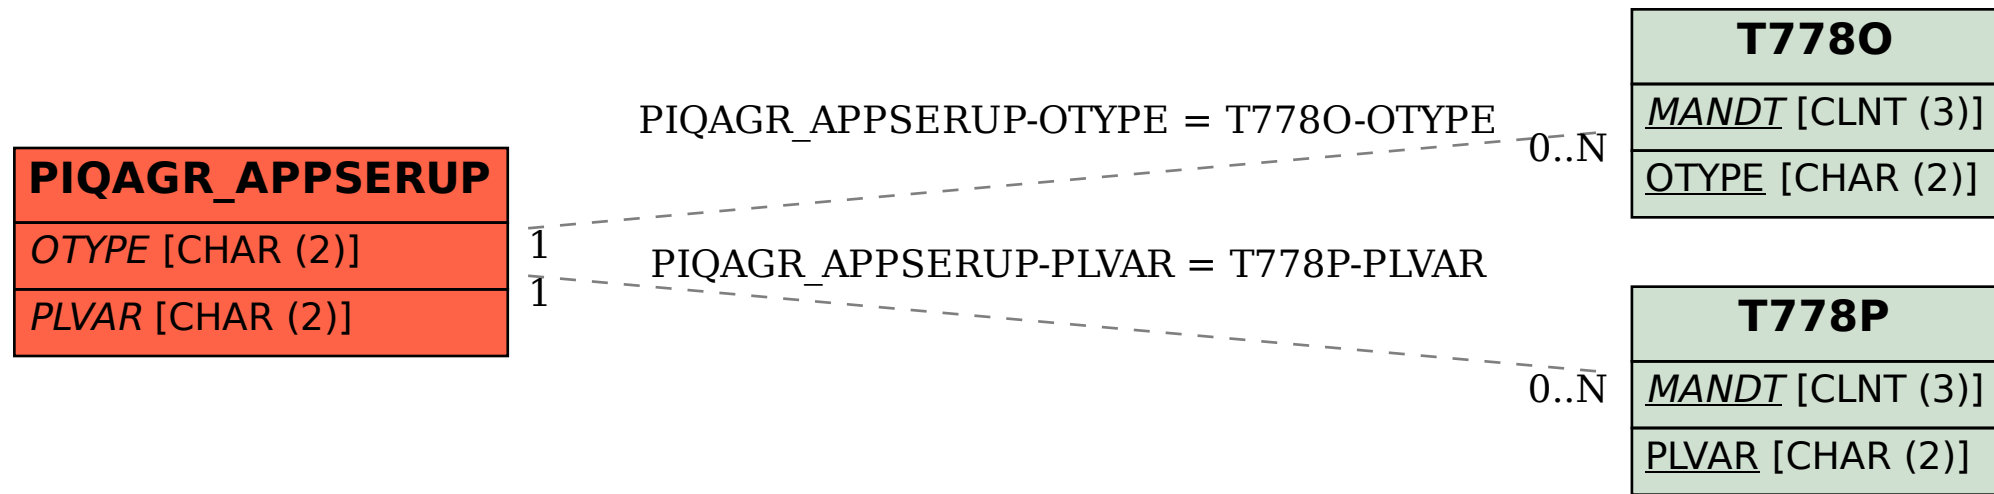 PIQAGR_APPSERUP
OTYPE [CHAR (2)]
PLVAR [CHAR (2)]
PIQAGR_APPSERUP-OTYPE = T778O-OTYPE
1
0..N
PIQAGR_APPSERUP-PLVAR = T778P-PLVAR
1
0..N
T778O
MANDT [CLNT (3)]
OTYPE [CHAR (2)]
T778P
MANDT [CLNT (3)]
PLVAR [CHAR (2)]